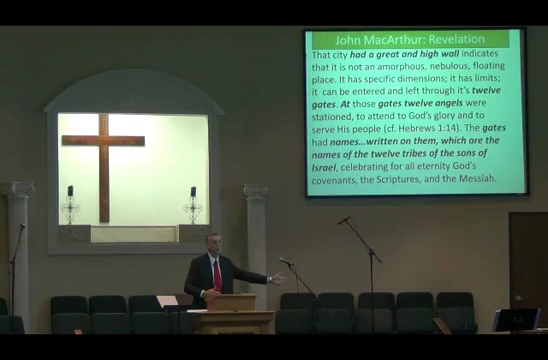 John MacArthur: Revelation
That city had a great and high wall indicates
that it is not an amorphous, nebulous, floating
place. It has specific dimensions; it has limits;
it can be entered and left through it's twelve
gates. At those gates twelve angels were
stationed, to attend to God's glory and to
serve His people (cf. Hebrews 1:14). The gates
had names...written on them, which are the
names of the twelve tribes of the sons of
Israel, celebrating for all eternity God's
covenants, the Scriptures, and the Messiah.